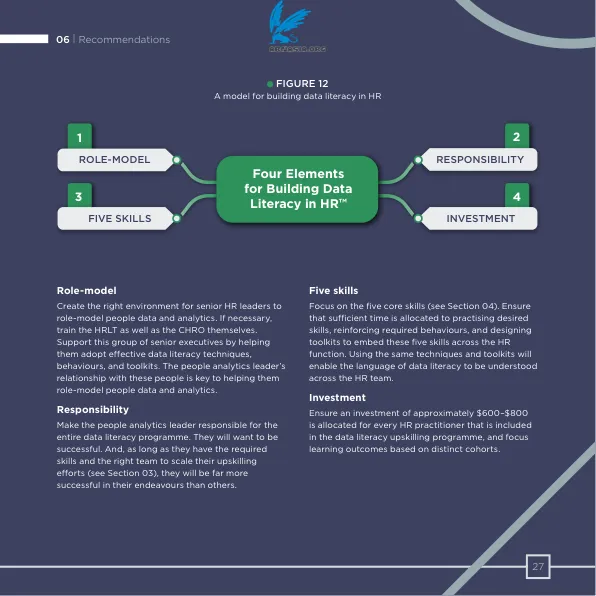 06 | Recommendations
FIGURE 12
A model for building data literacy in HR
1
ROLE-MODEL
2
RESPONSIBILITY
3
FIVE SKILLS
4
INVESTMENT
Four Elements
for Building Data
Literacy in HR™
Role-model
Create the right environment for senior HR leaders to
role-model people data and analytics. If necessary,
train the HRLT as well as the CHRO themselves.
Support this group of senior executives by helping
them adopt effective data literacy techniques,
behaviours, and toolkits. The people analytics leader's
relationship with these people is key to helping them
role-model people data and analytics.
Responsibility
Make the people analytics leader responsible for the
entire data literacy programme. They will want to be
successful. And, as long as they have the required
skills and the right team to scale their upskilling
efforts (see Section 03), they will be far more
successful in their endeavours than others.
Five skills
Focus on the five core skills (see Section 04). Ensure
that sufficient time is allocated to practising desired
skills, reinforcing required behaviours, and designing
toolkits to embed these five skills across the HR
function. Using the same techniques and toolkits will
enable the language of data literacy to be understood
across the HR team.
Investment
Ensure an investment of approximately $600–$800
is allocated for every HR practitioner that is included
in the data literacy upskilling programme, and focus
learning outcomes based on distinct cohorts.
27